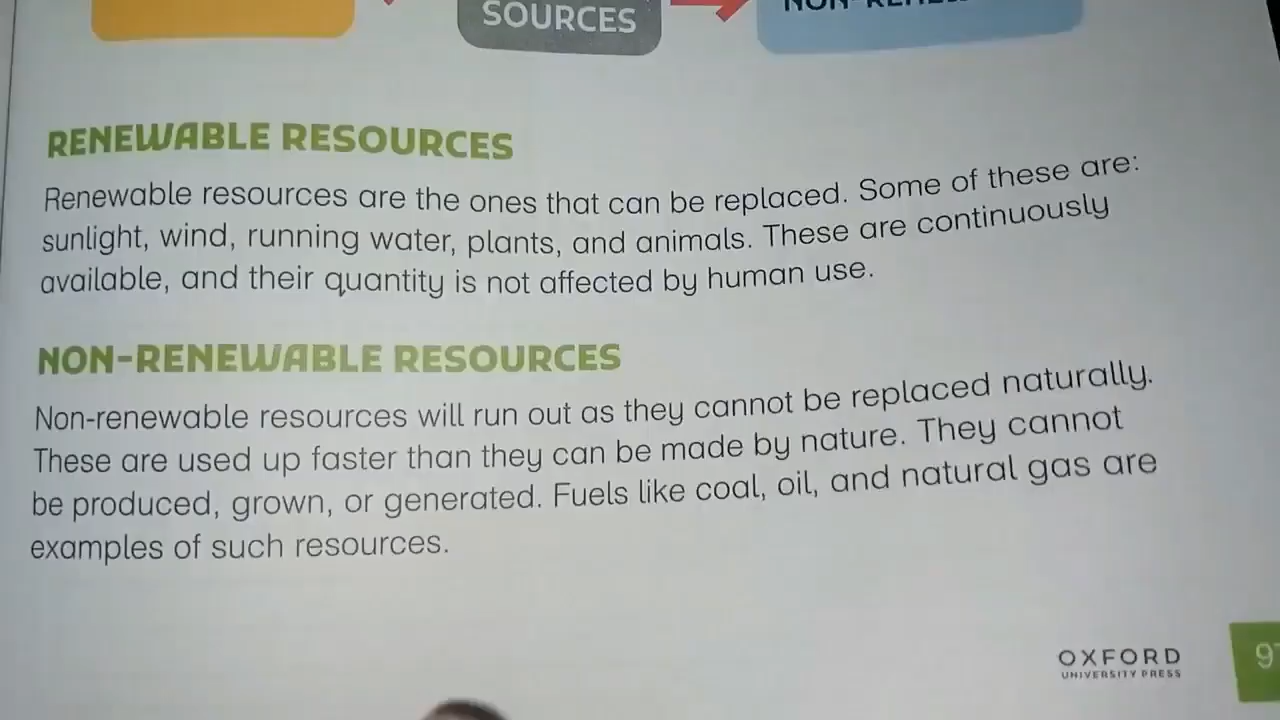 SOURCES
RENEWABLE RESOURCES
Renewable resources are the ones that can be replaced. Some of these are:
sunlight, wind, running water, plants, and animals. These are continuously
available, and their quantity is not affected by human use.
NON-RENEWABLE RESOURCES
Non-renewable resources will run out as they cannot be replaced naturally.
These are used up faster than they can be made by nature. They cannot
be produced, grown, or generated. Fuels like coal, oil, and natural gas are
examples of such resources.
OXFORD
UNIVERSITY PRESS